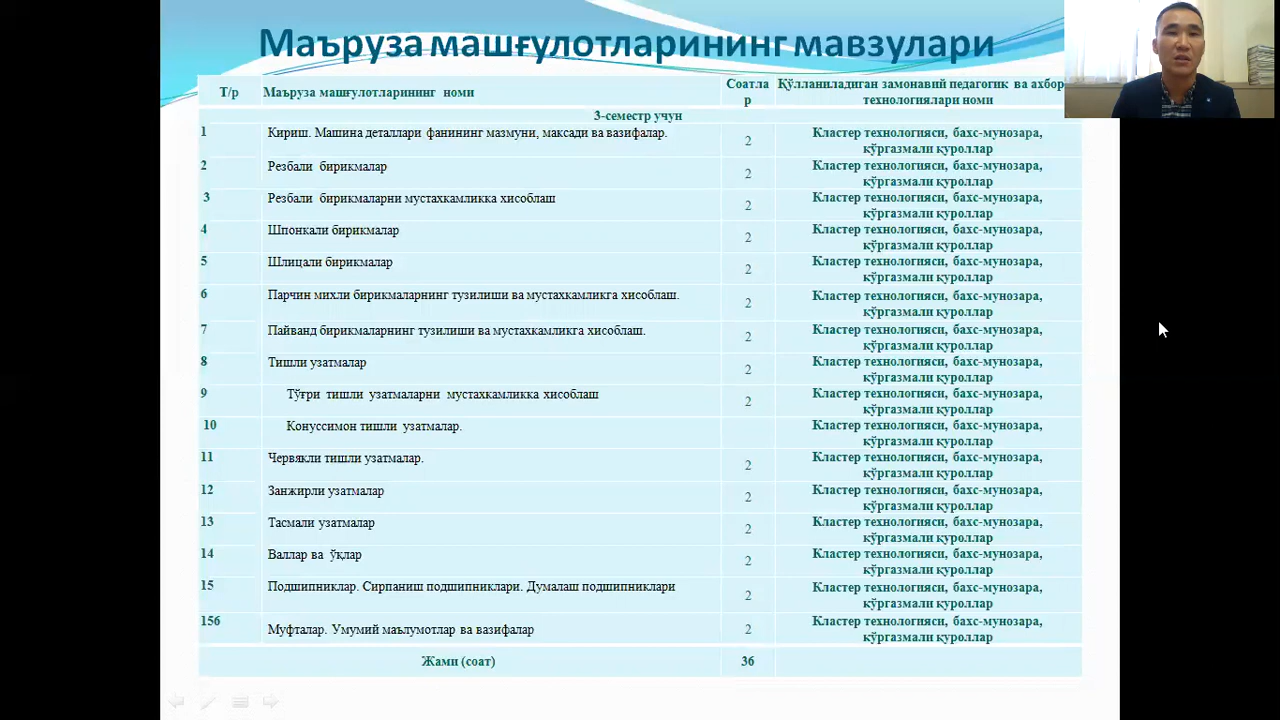 Маъруза машғулотларининг мавзулари
Т/р Маъруза машғулотларининг номи Соатла Қўлланиладиган замонавий педагогик ва ахбор
р технологиялари номи
3-семестр учун
1 Кириш. Машина деталлари фанининг мазмуни, максади ва вазифалар. 2 Кластер технологияси, бахс-мунозара,
кўргазмали қуроллар
2 Резбали бирикмалар 2 Кластер технологияси, бахс-мунозара,
кўргазмали қуроллар
3 Резбали бирикмаларни мустахкамликка хисоблаш 2 Кластер технологияси, бахс-мунозара,
кўргазмали қуроллар
4 Шпонкали бирикмалар 2 Кластер технологияси, бахс-мунозара,
кўргазмали қуроллар
5 Шлицали бирикмалар 2 Кластер технологияси, бахс-мунозара,
кўргазмали қуроллар
6 Парчин михли бирикмаларнинг тузилиши ва мустахкамликга хисоблаш. 2 Кластер технологияси, бахс-мунозара,
кўргазмали қуроллар
7 Пайванд бирикмаларнинг тузилиши ва мустахкамликга хисоблаш. 2 Кластер технологияси, бахс-мунозара,
кўргазмали қуроллар
8 Тишли узатмалар 2 Кластер технологияси, бахс-мунозара,
кўргазмали қуроллар
9 Тўғри тишли узатмаларни мустахкамликка хисоблаш 2 Кластер технологияси, бахс-мунозара,
кўргазмали қуроллар
10 Конуссимон тишли узатмалар. Кластер технологияси, бахс-мунозара,
кўргазмали қуроллар
11 Червякли тишли узатмалар. 2 Кластер технологияси, бахс-мунозара,
кўргазмали қуроллар
12 Занжирли узатмалар 2 Кластер технологияси, бахс-мунозара,
кўргазмали қуроллар
13 Тасмали узатмалар 2 Кластер технологияси, бахс-мунозара,
кўргазмали қуроллар
14 Валлар ва ўқлар 2 Кластер технологияси, бахс-мунозара,
кўргазмали қуроллар
15 Подшипниклар. Сирпаниш подшипниклари. Думалаш подшипниклари 2 Кластер технологияси, бахс-мунозара,
кўргазмали қуроллар
156 Муфталар. Умумий маълумотлар ва вазифалар 2 Кластер технологияси, бахс-мунозара,
кўргазмали қуроллар
Жами (соат) 36